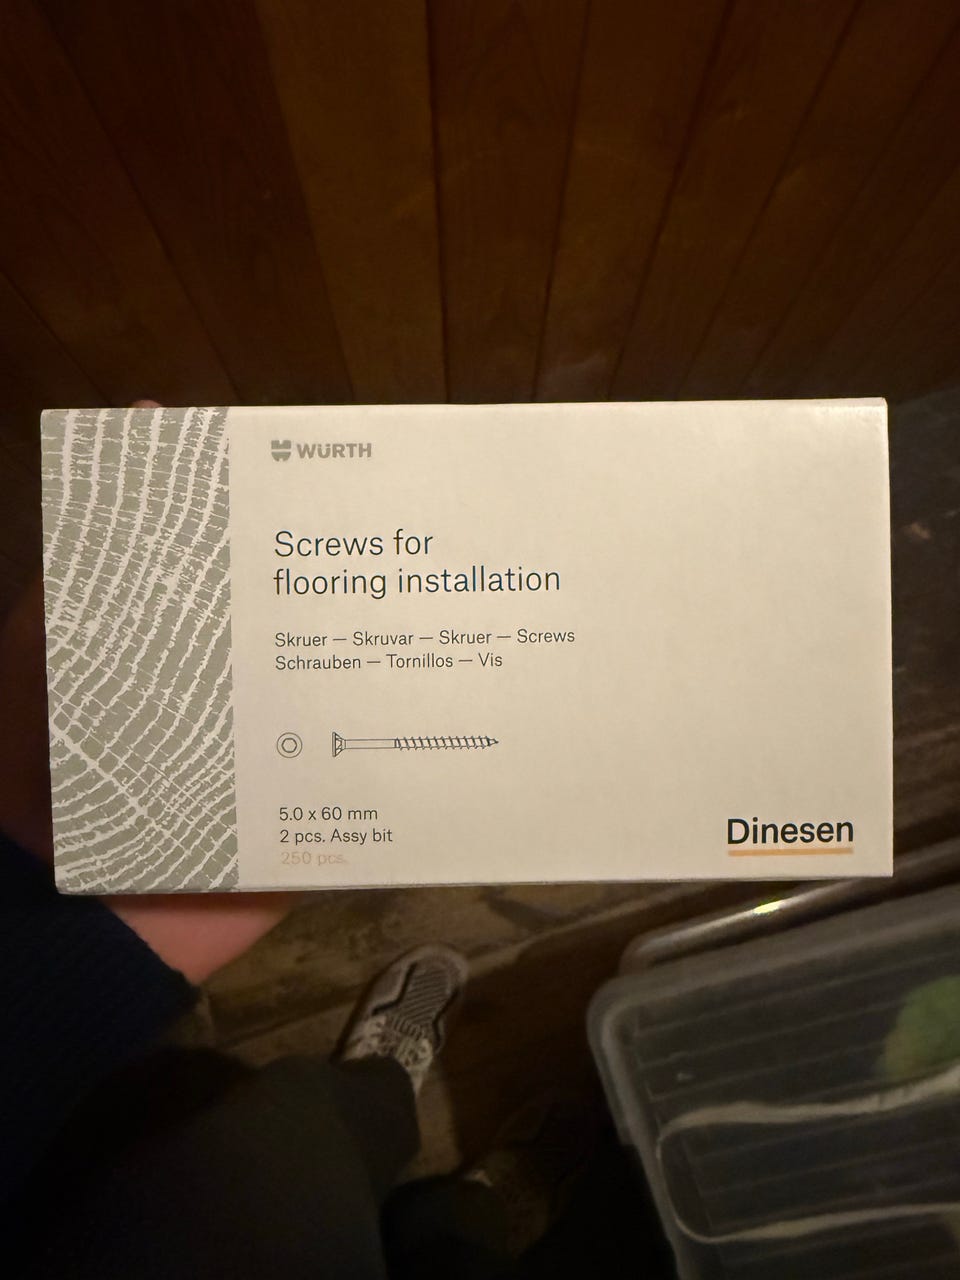 WÜRTH
Screws for
flooring installation
Skruer — Skruvar — Skruer — Screws
Schrauben — Tornillos — Vis
5.0 x 60 mm
2 pcs. Assy bit
250 pcs.
Dinesen